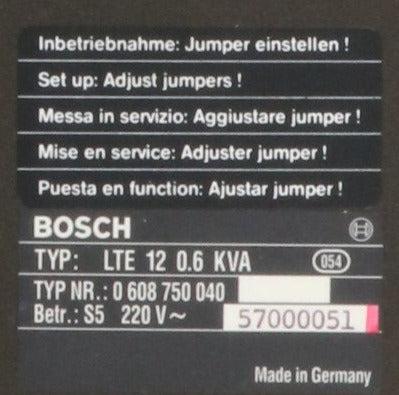 Inbetriebnahme: Jumper einstellen !
Set up: Adjust jumpers !
Messa in servizio: Aggiustare jumper !
Mise en service: Adjuster jumper !
Puesta en function: Ajustar jumper !
BOSCH
TYP: LTE 12 0.6 KVA 054
TYP NR.: 0 608 750 040
Betr.: S5 220 V~ 57000051
Made in Germany